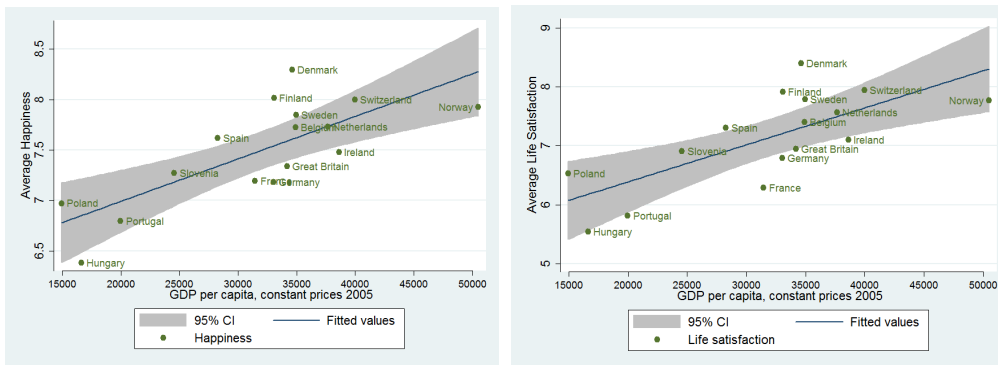 Average Happiness
8.5
8
7.5
7
6.5
Denmark
Finland
Switzerland
Norway
Sweden
Belgium
Netherlands
Spain
Ireland
Great Britain
Slovenia
Germany
Poland
Portugal
Hungary
15000 20000 25000 30000 35000 40000 45000 50000
GDP per capita, constant prices 2005
95% CI Fitted values
Happiness
Average Life Satisfaction
9
8
7
6
5
Denmark
Finland
Switzerland
Sweden
Norway
Netherlands
Belgium
Spain
Ireland
Great Britain
Slovenia
Germany
Poland
France
Portugal
Hungary
15000 20000 25000 30000 35000 40000 45000 50000
GDP per capita, constant prices 2005
95% CI Fitted values
Life satisfaction